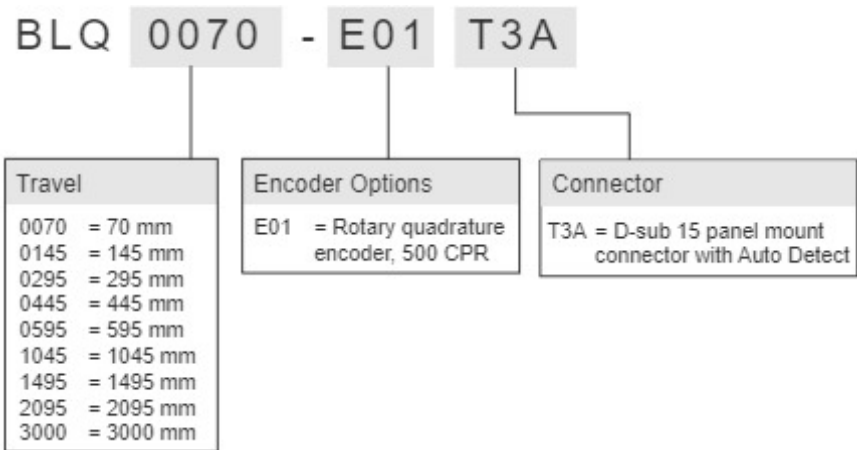 BLQ 0070 - E01 T3A
Travel
0070 = 70 mm
0145 = 145 mm
0295 = 295 mm
0445 = 445 mm
0595 = 595 mm
1045 = 1045 mm
1495 = 1495 mm
2095 = 2095 mm
3000 = 3000 mm
Encoder Options
E01 = Rotary quadrature
encoder, 500 CPR
Connector
T3A = D-sub 15 panel mount
connector with Auto Detect